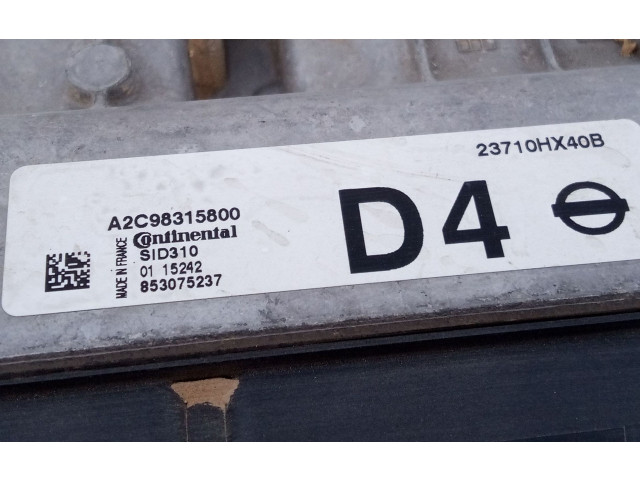 23710HX40B
A2C98315800
Continental
SID310
01 15242
853075237
MADE IN FRANCE
D4